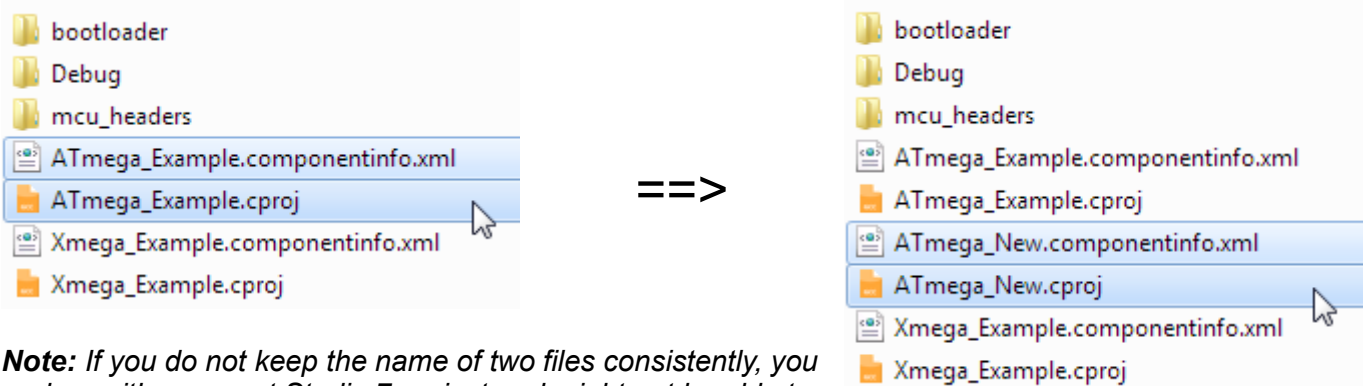 bootloader
Debug
mcu_headers
ATmega_Example.componentinfo.xml
ATmega_Example.cproj
Xmega_Example.componentinfo.xml
Xmega_Example.cproj
==>
bootloader
Debug
mcu_headers
ATmega_Example.componentinfo.xml
ATmega_Example.cproj
ATmega_New.componentinfo.xml
ATmega_New.cproj
Xmega_Example.componentinfo.xml
Xmega_Example.cproj
Note: If you do not keep the name of two files consistently, you